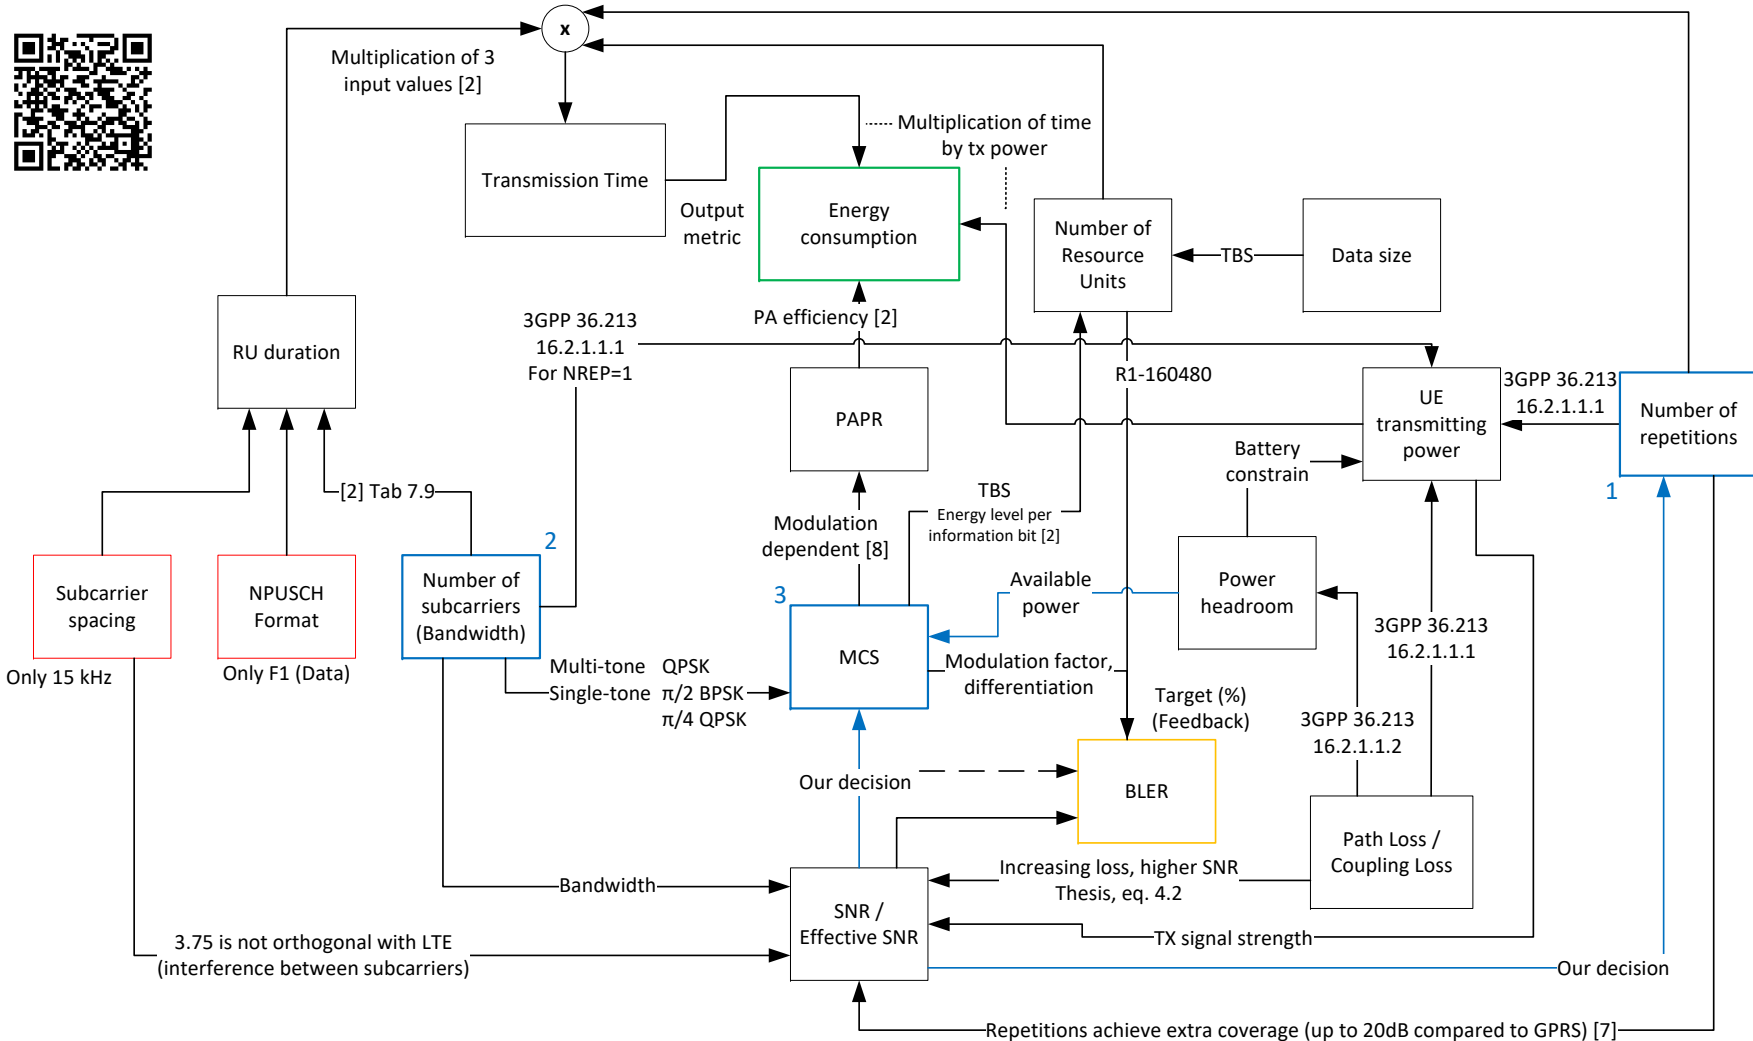 x
Multiplication of 3
input values [2]
Multiplication of time
by tx power
Transmission Time
Output
metric
Energy
consumption
Number of
Resource
Units
TBS
Data size
RU duration
3GPP 36.213
16.2.1.1.1
For NREP=1
PA efficiency [2]
PAPR
R1-160480
UE
transmitting
power
3GPP 36.213
16.2.1.1.1
Number of
repetitions
1
Battery
constrain
[2] Tab 7.9
TBS
Energy level per
information bit [2]
Modulation
dependent [8]
2
Subcarrier
spacing
Only 15 kHz
NPUSCH
Format
Only F1 (Data)
Number of
subcarriers
(Bandwidth)
3
MCS
Available
power
Power
headroom
3GPP 36.213
16.2.1.1.1
Multi-tone QPSK
Single-tone π/2 BPSK
π/4 QPSK
Modulation factor,
differentiation
Target (%)
(Feedback)
3GPP 36.213
16.2.1.1.2
Our decision
BLER
Path Loss /
Coupling Loss
Bandwidth
Increasing loss, higher SNR
Thesis, eq. 4.2
SNR /
Effective SNR
TX signal strength
3.75 is not orthogonal with LTE
(interference between subcarriers)
Our decision
Repetitions achieve extra coverage (up to 20dB compared to GPRS) [7]